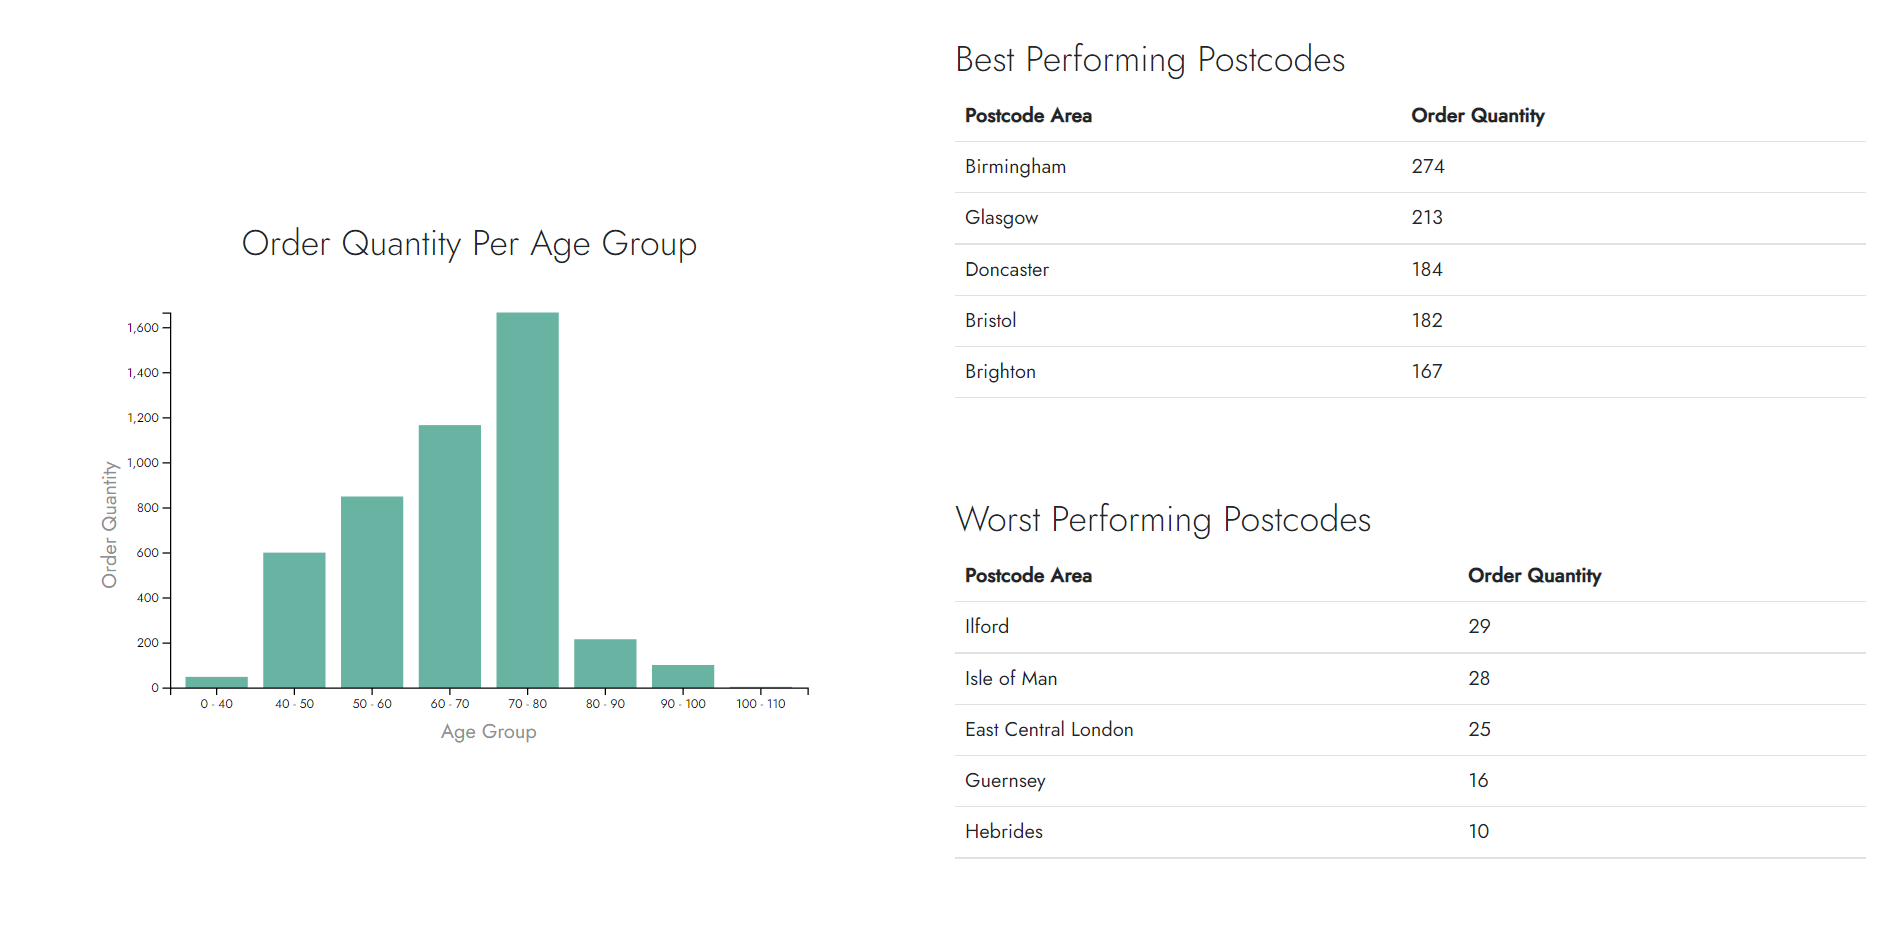 Order Quantity Per Age Group
Order Quantity
1,600
1,400
1,200
1,000
800
600
400
200
0
0 - 40 40 - 50 50 - 60 60 - 70 70 - 80 80 - 90 90 - 100 100 - 110
Age Group
Best Performing Postcodes
Postcode Area Order Quantity
Birmingham 274
Glasgow 213
Doncaster 184
Bristol 182
Brighton 167
Worst Performing Postcodes
Postcode Area Order Quantity
Ilford 29
Isle of Man 28
East Central London 25
Guernsey 16
Hebrides 10